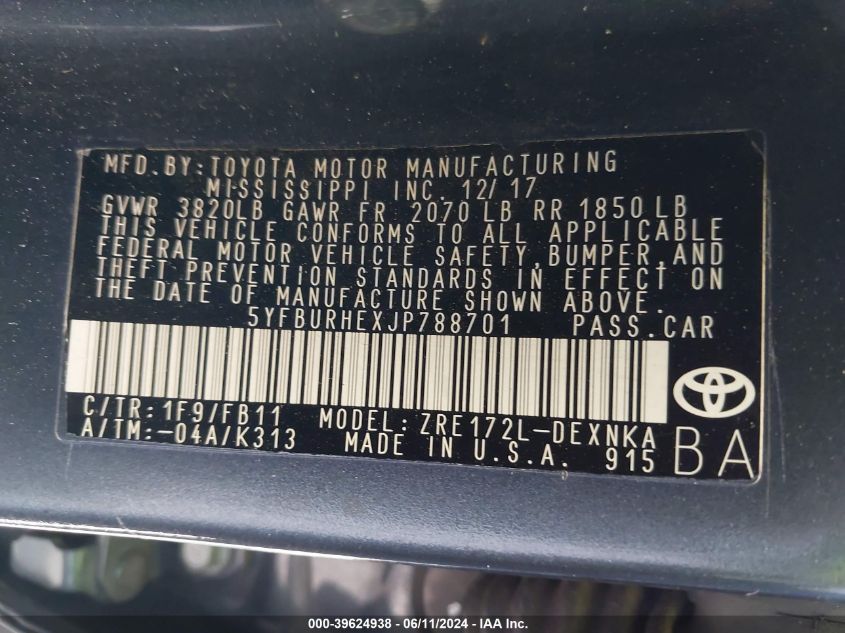 MFD.BY:TOYOTA MOTOR MANUFACTURING
MISSISSIPPI INC. 12/17
GVWR 3820LB GAWR FR 2070 LB RR 1850 LB
THIS VEHICLE CONFORMS TO ALL APPLICABLE
FEDERAL MOTOR VEHICLE SAFETY,BUMPER,AND
THEFT PREVENTION STANDARDS IN EFFECT ON
THE DATE OF MANUFACTURE SHOWN ABOVE.
5YFBURHEXJP788701 PASS.CAR
C/TR:1F9/FB11 MODEL:ZRE172L-DEXNKA
A/TM:-04A/K313 MADE IN U.S.A. 915 BA
000-39624938 - 06/11/2024 - IAA Inc.